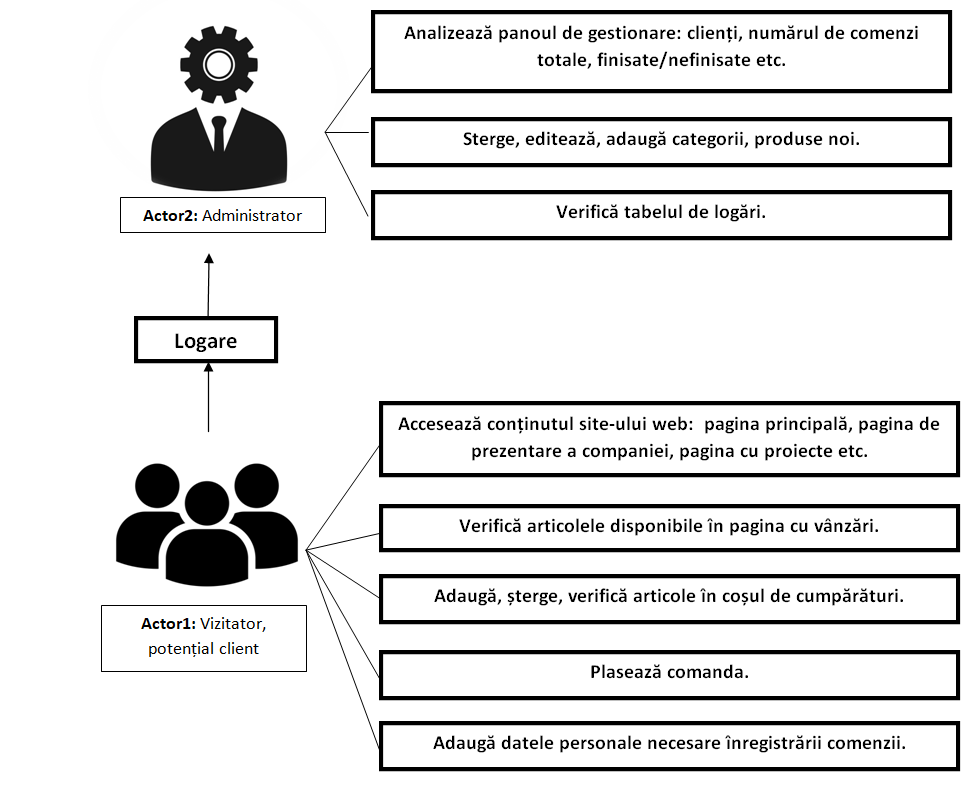 Analizează panoul de gestionare: clienți, numărul de comenzi
totale, finisate/nefinisate etc.
Sterge, editează, adaugă categorii, produse noi.
Verifică tabelul de logări.
Actor2: Administrator
Logare
Accesează conținutul site-ului web:  pagina principală, pagina de
prezentare a companiei, pagina cu proiecte etc.
Verifică articolele disponibile în pagina cu vânzări.
Adaugă, șterge, verifică articole în coșul de cumpărături.
Actor1: Vizitator,
potențial client
Plasează comanda.
Adaugă datele personale necesare înregistrării comenzii.